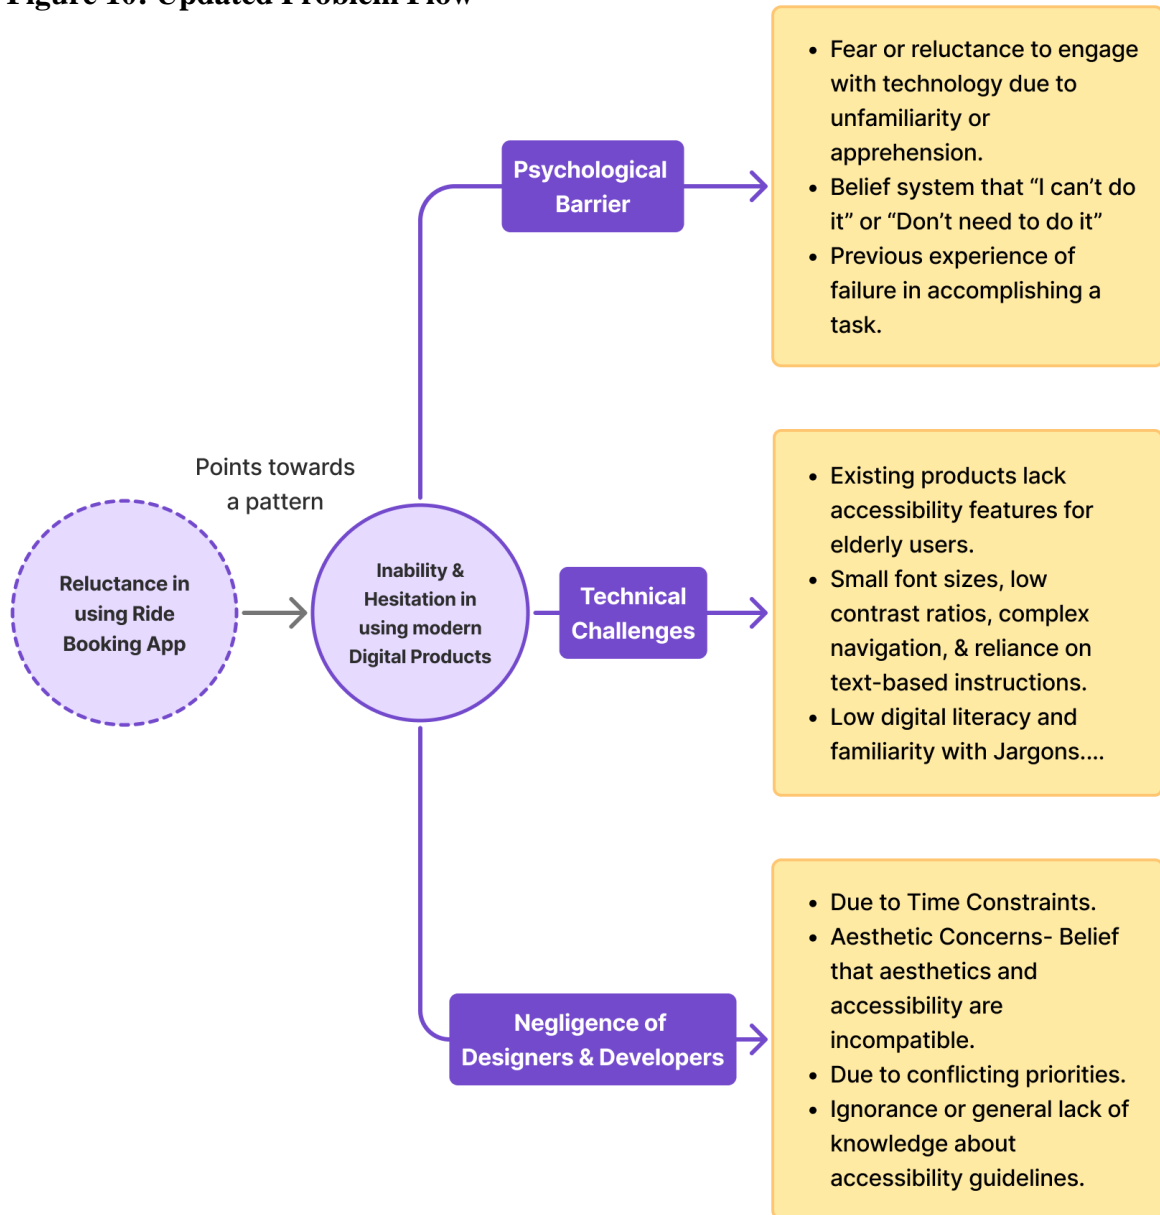 Figure 10: Updated Problem Flow
Psychological
Barrier
• Fear or reluctance to engage
with technology due to
unfamiliarity or
apprehension.
• Belief system that “I can’t do
it” or “Don’t need to do it”
• Previous experience of
failure in accomplishing a
task.
Points towards
a pattern
Reluctance in
using Ride
Booking App
Inability &
Hesitation in
using modern
Digital Products
Technical
Challenges
• Existing products lack
accessibility features for
elderly users.
• Small font sizes, low
contrast ratios, complex
navigation, & reliance on
text-based instructions.
• Low digital literacy and
familiarity with Jargons....
Negligence of
Designers & Developers
• Due to Time Constraints.
• Aesthetic Concerns- Belief
that aesthetics and
accessibility are
incompatible.
• Due to conflicting priorities.
• Ignorance or general lack of
knowledge about
accessibility guidelines.